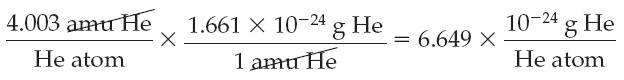 4.003 amu He / He atom × 1.661 × 10⁻²⁴ g He / 1 amu He = 6.649 × 10⁻²⁴ g He / He atom